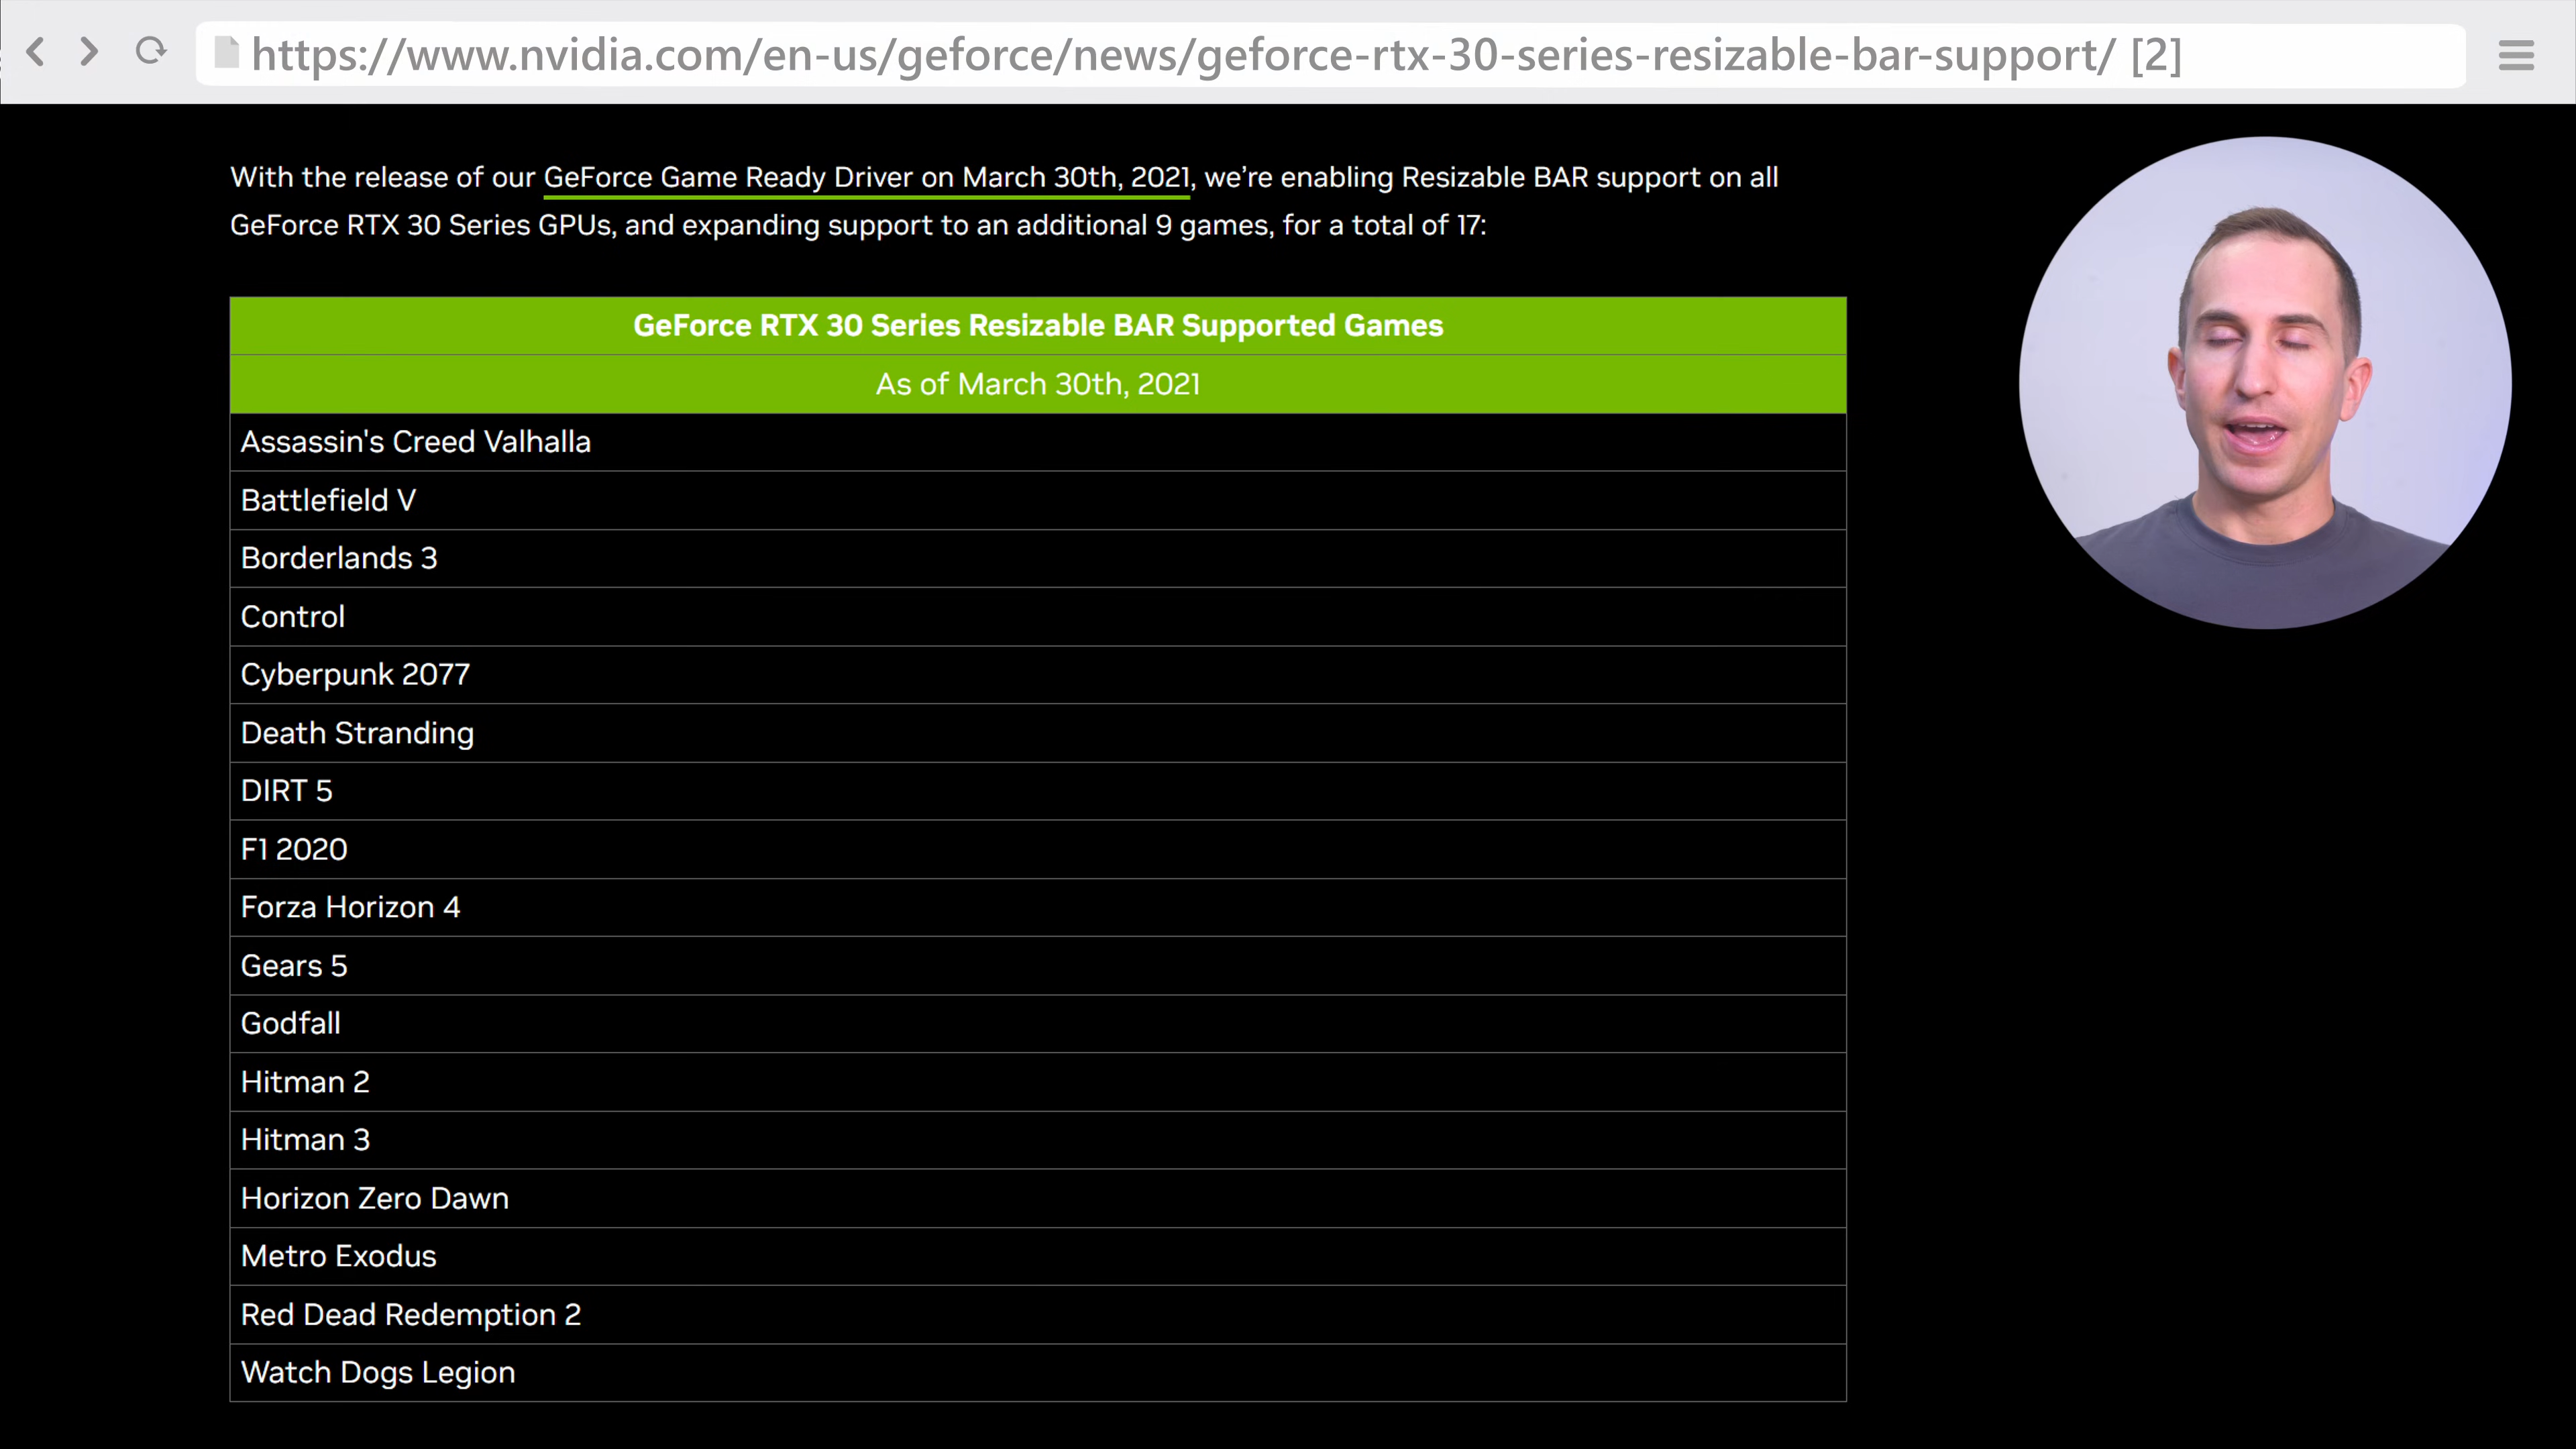 https://www.nvidia.com/en-us/geforce/news/geforce-rtx-30-series-resizable-bar-support/ [2]
With the release of our GeForce Game Ready Driver on March 30th, 2021, we’re enabling Resizable BAR support on all
GeForce RTX 30 Series GPUs, and expanding support to an additional 9 games, for a total of 17:
GeForce RTX 30 Series Resizable BAR Supported Games
As of March 30th, 2021
Assassin's Creed Valhalla
Battlefield V
Borderlands 3
Control
Cyberpunk 2077
Death Stranding
DIRT 5
F1 2020
Forza Horizon 4
Gears 5
Godfall
Hitman 2
Hitman 3
Horizon Zero Dawn
Metro Exodus
Red Dead Redemption 2
Watch Dogs Legion